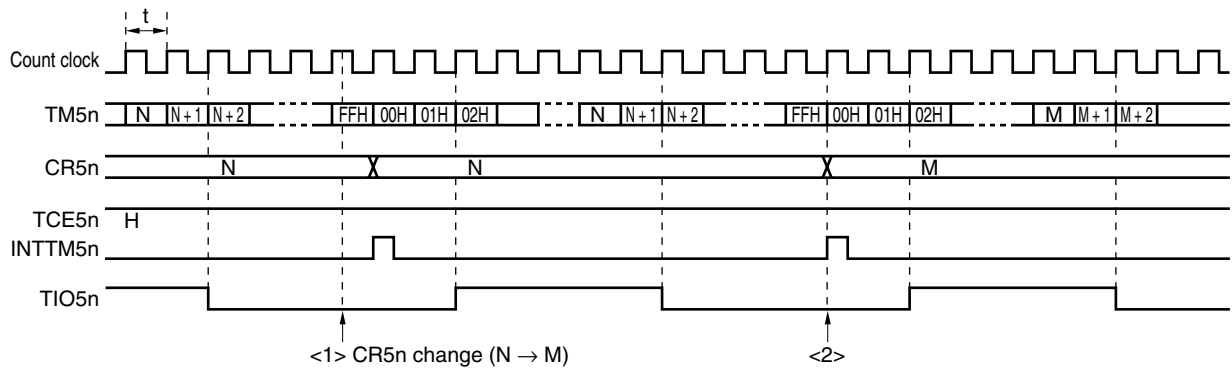 t
Count clock
TM5n N N + 1 N + 2 FFH 00H 01H 02H N N + 1 N + 2 FFH 00H 01H 02H M M + 1 M + 2
CR5n N N M
TCE5n H
INTTM5n
TIO5n
<1> CR5n change (N → M) <2>